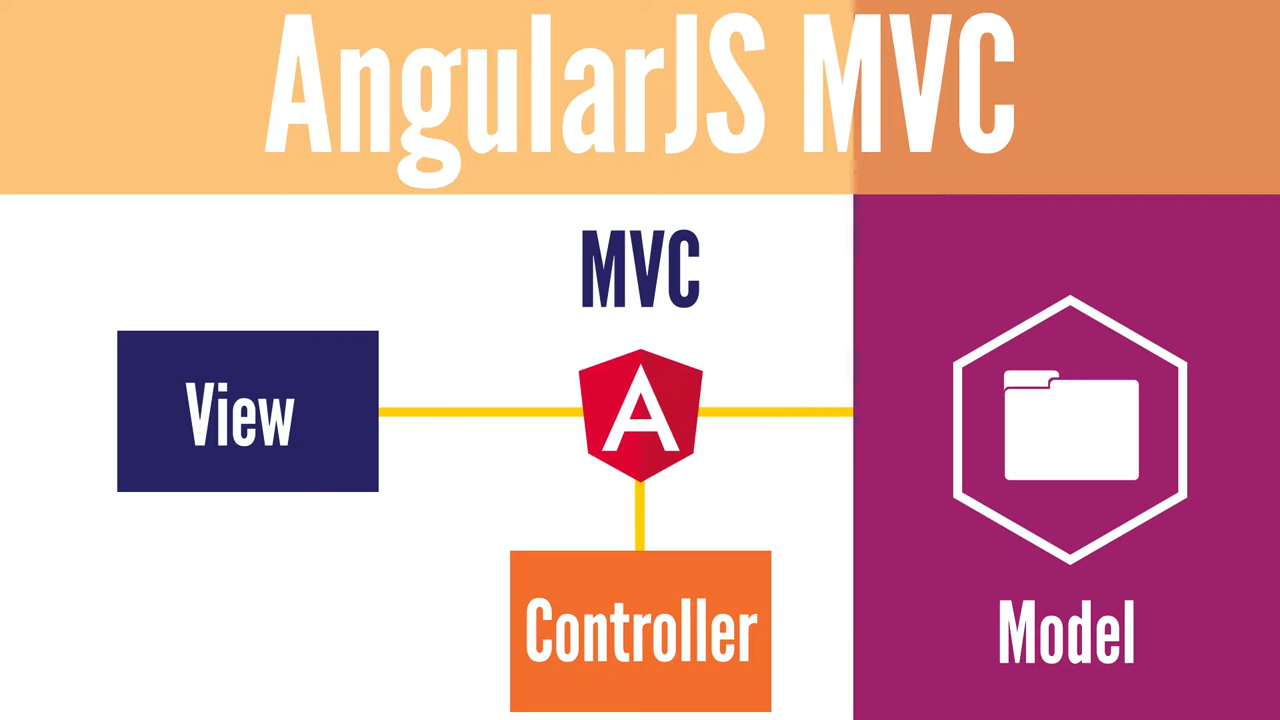 AngularJS MVC
MVC
View
A
Controller
Model